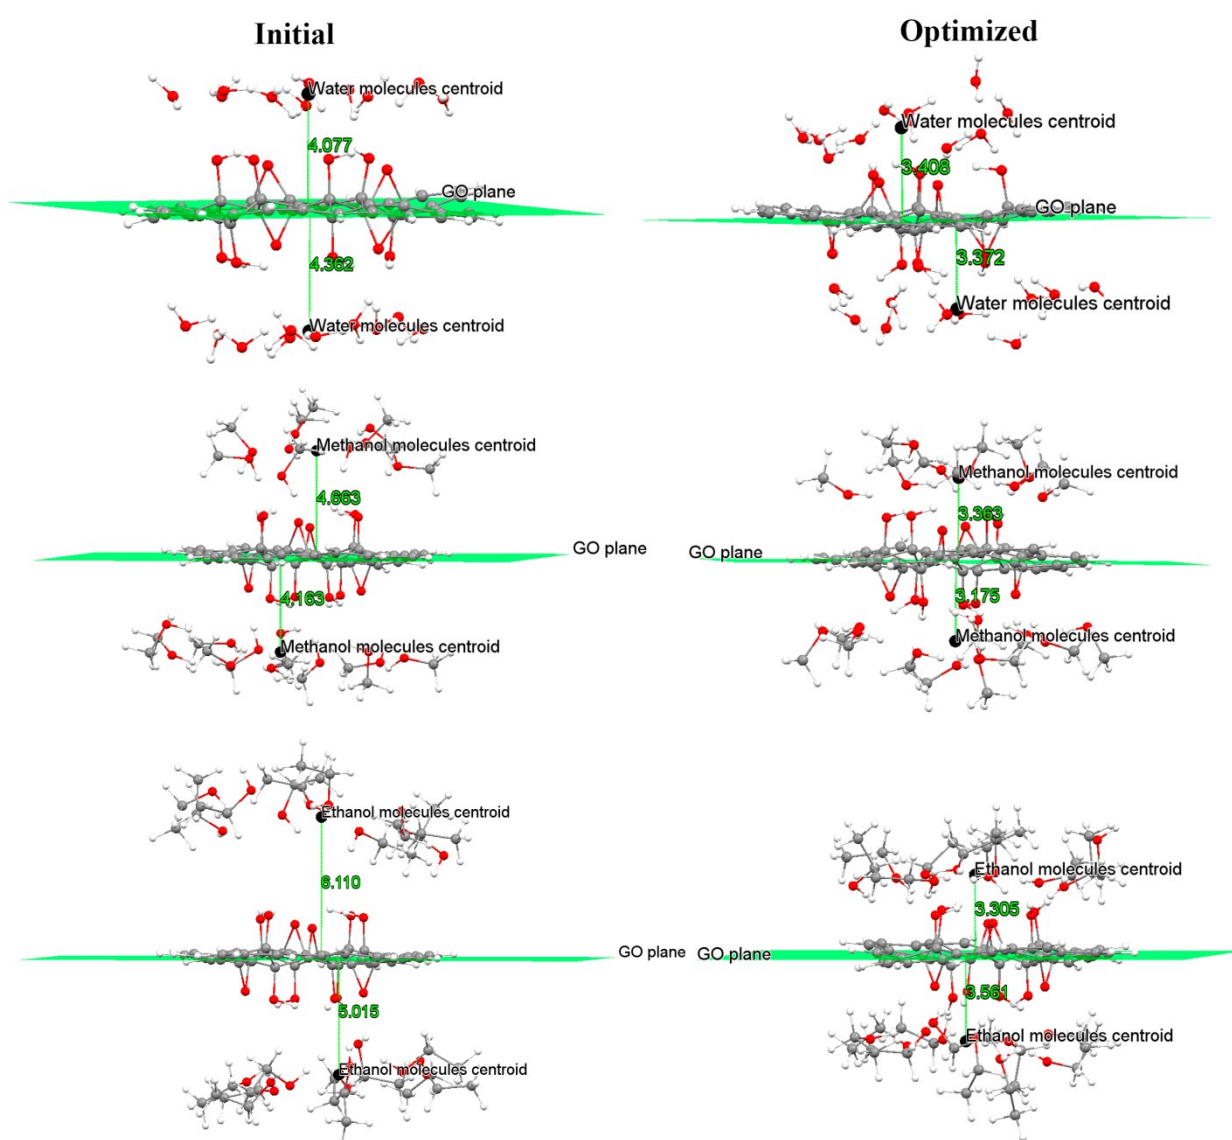 Initial
Optimized
Water molecules centroid
4.077
GO plane
4.362
Water molecules centroid
Water molecules centroid
3.408
GO plane
3.372
Water molecules centroid
Methanol molecules centroid
4.663
GO plane
4.163
Methanol molecules centroid
Methanol molecules centroid
3.363
GO plane
3.175
Methanol molecules centroid
Ethanol molecules centroid
6.110
GO plane
5.015
Ethanol molecules centroid
Ethanol molecules centroid
3.305
GO plane
3.561
Ethanol molecules centroid